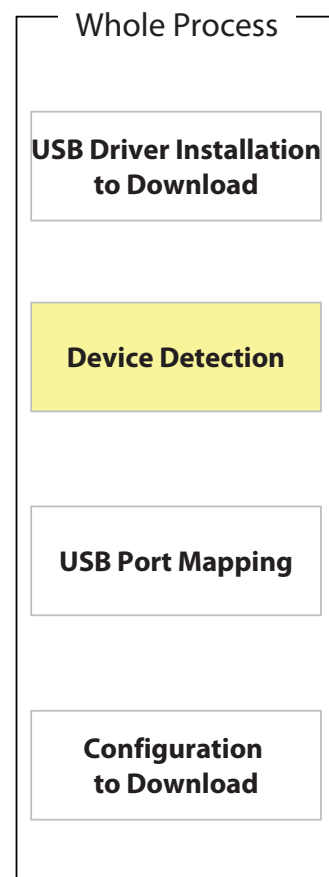 Whole Process
USB Driver Installation
to Download
Device Detection
USB Port Mapping
Configuration
to Download